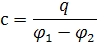 c = q / (φ₁ − φ₂)